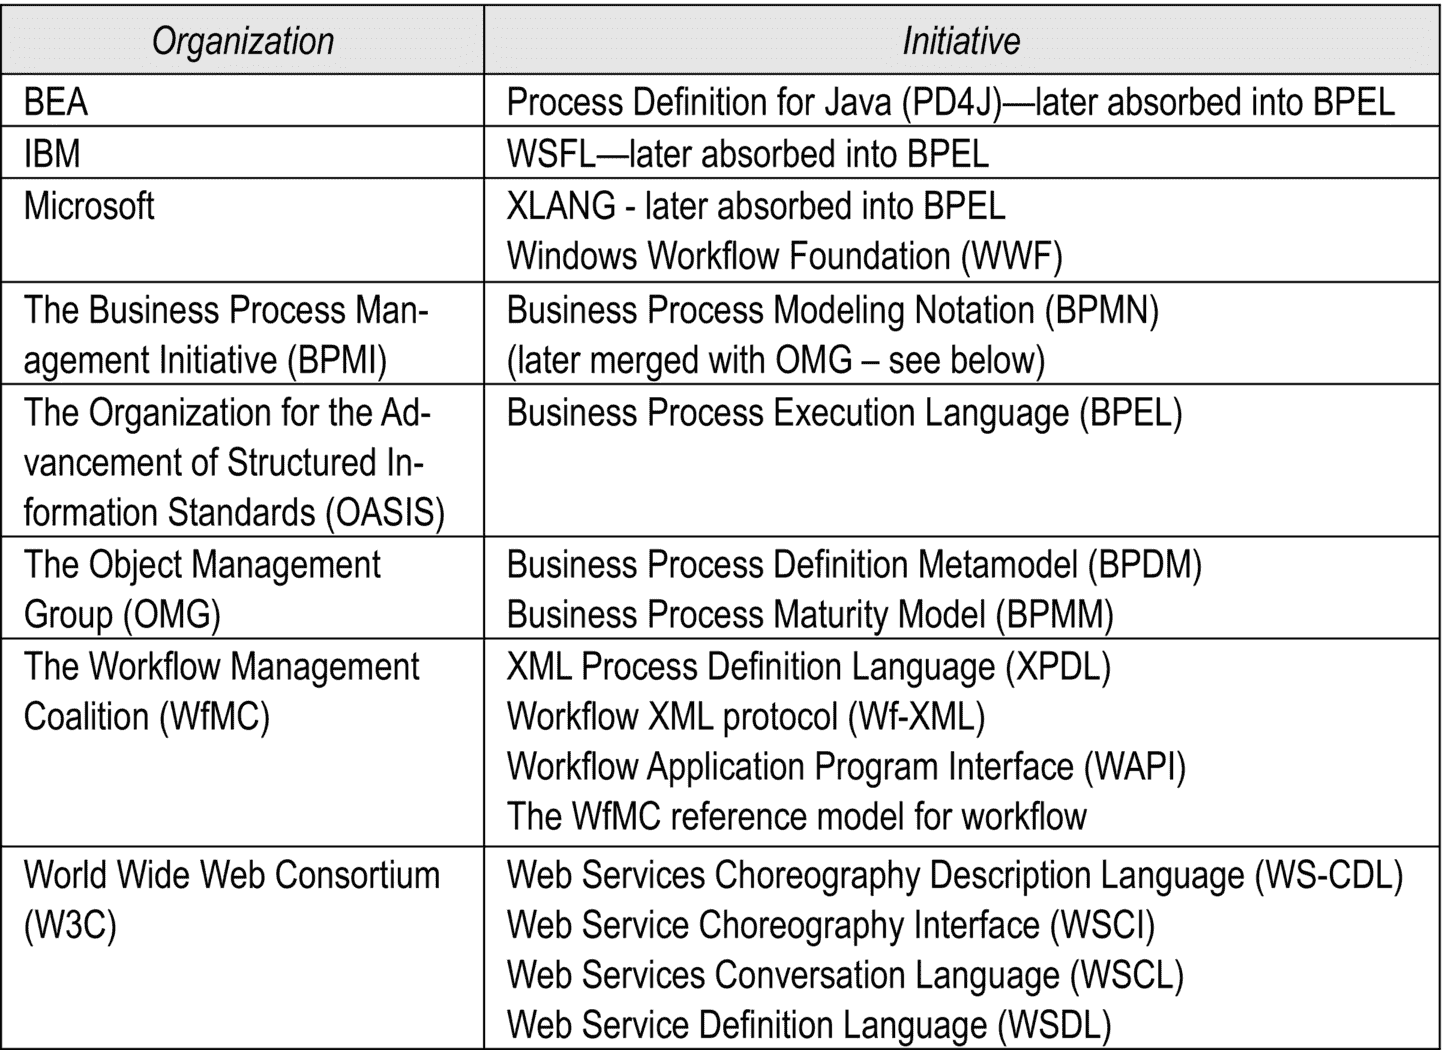 Organization
Initiative
BEA
Process Definition for Java (PD4J)—later absorbed into BPEL
IBM
WSFL—later absorbed into BPEL
Microsoft
XLANG - later absorbed into BPEL
Windows Workflow Foundation (WWF)
The Business Process Man-
agement Initiative (BPMI)
Business Process Modeling Notation (BPMN)
(later merged with OMG – see below)
The Organization for the Ad-
vancement of Structured In-
formation Standards (OASIS)
Business Process Execution Language (BPEL)
The Object Management
Group (OMG)
Business Process Definition Metamodel (BPDM)
Business Process Maturity Model (BPMM)
The Workflow Management
Coalition (WfMC)
XML Process Definition Language (XPDL)
Workflow XML protocol (Wf-XML)
Workflow Application Program Interface (WAPI)
The WfMC reference model for workflow
World Wide Web Consortium
(W3C)
Web Services Choreography Description Language (WS-CDL)
Web Service Choreography Interface (WSCI)
Web Services Conversation Language (WSCL)
Web Service Definition Language (WSDL)